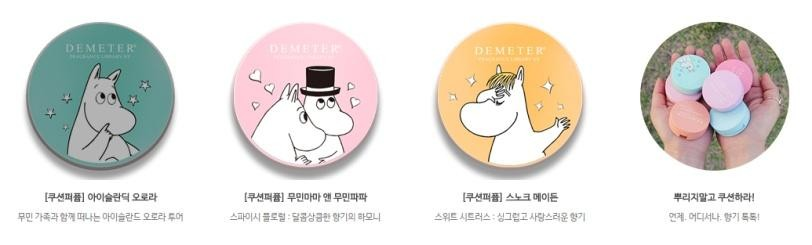 DEMETER®
FRAGRANCE LIBRARY NY
DEMETER®
DEMETER®
FRAGRANCE LIBRARY NY
[쿠션퍼퓸] 아이슬란딕 오로라
무민 가족과 함께 떠나는 아이슬란드 오로라 투어
[쿠션퍼퓸] 무민마마 앤 무민파파
스파이시 플로럴 : 달콤상큼한 향기의 하모니
[쿠션퍼퓸] 스노크 메이든
스위트 시트러스 : 싱그럽고 사랑스러운 향기
뿌리지말고 쿠션하라!
언제, 어디서나, 향기 톡톡!